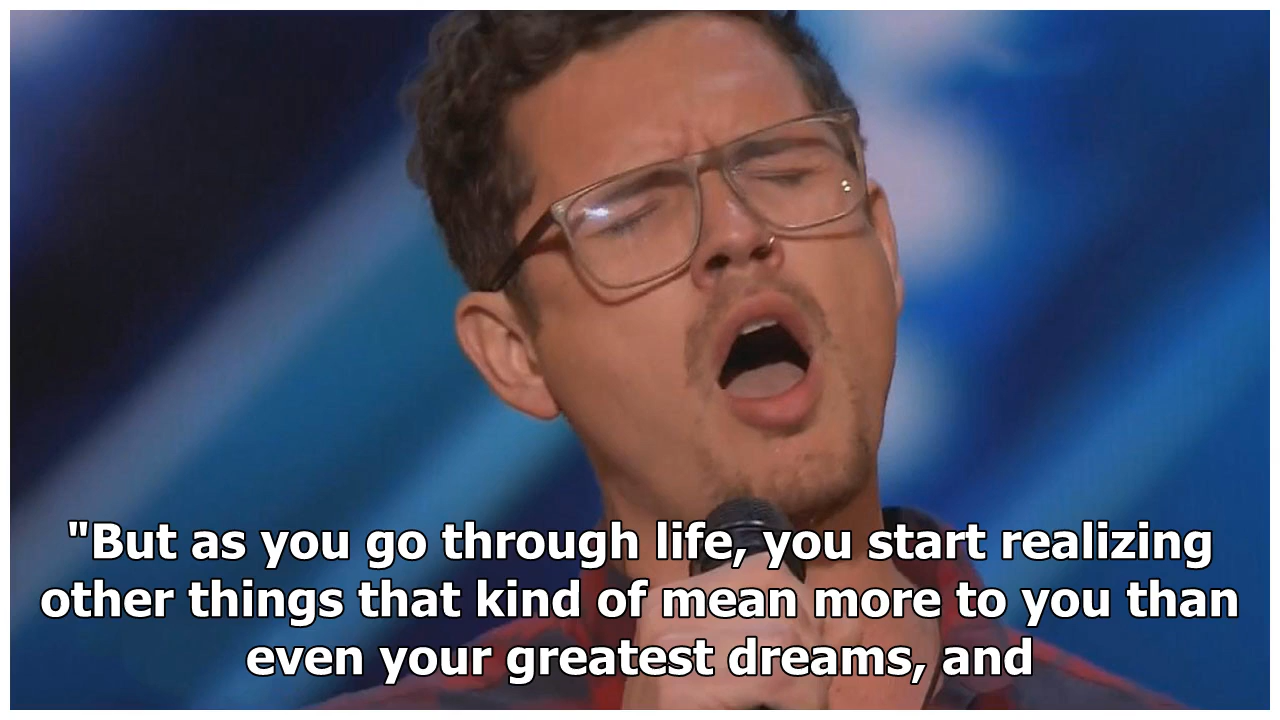 "But as you go through life, you start realizing
other things that kind of mean more to you than
even your greatest dreams, and